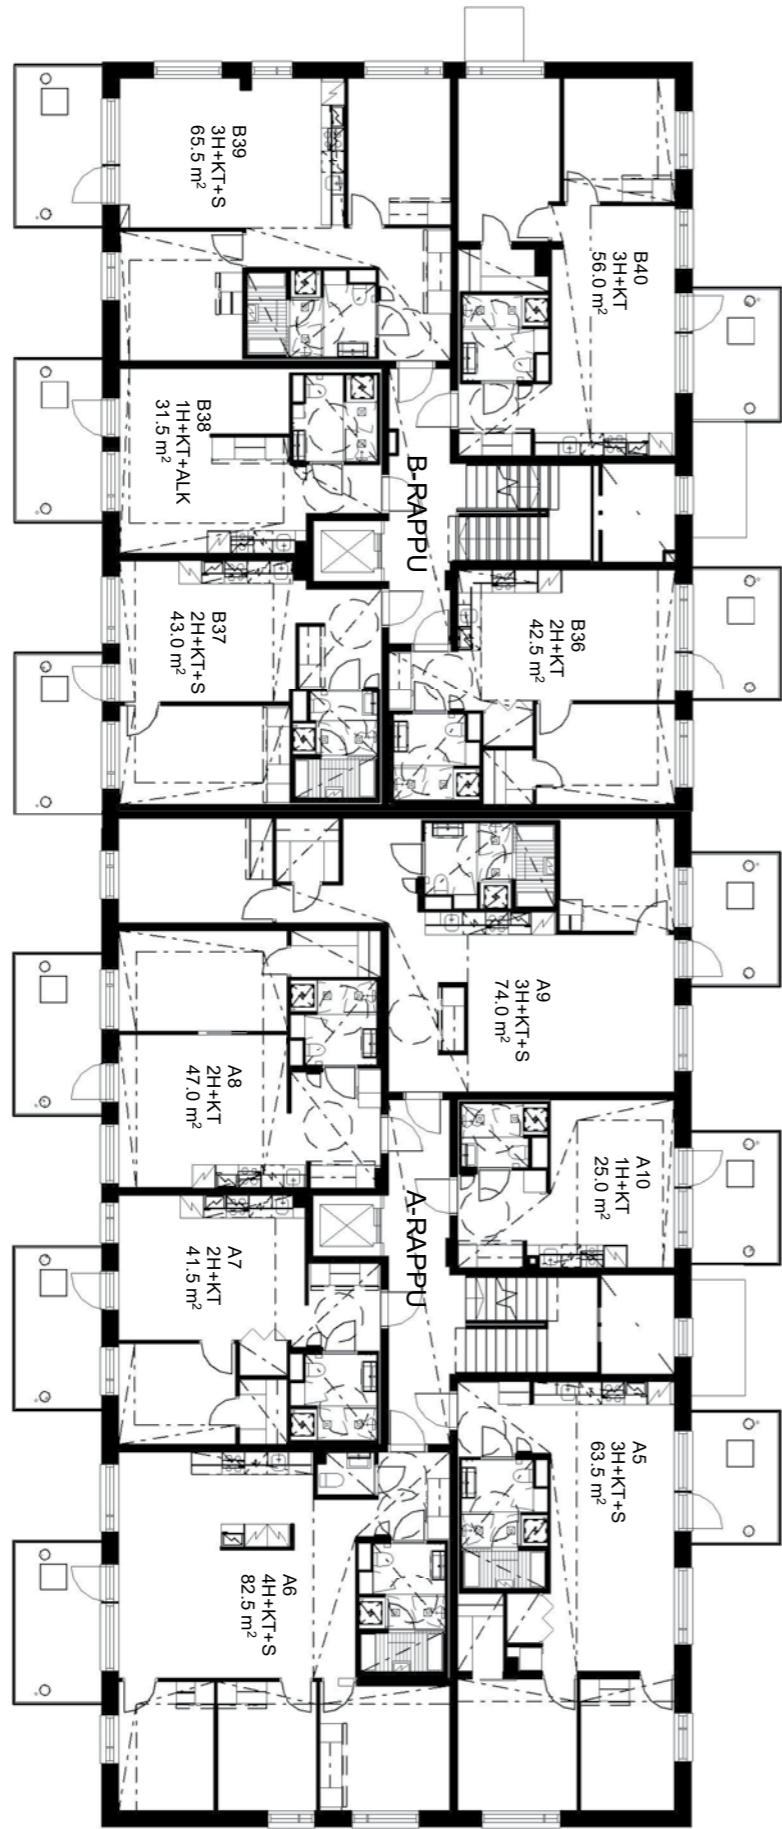 B39
3H+KT+S
65.5 m²
B40
3H+KT
56.0 m²
B38
1H+KT+ALK
31.5 m²
B-RAPPU
B37
2H+KT+S
43.0 m²
B36
2H+KT
42.5 m²
A9
3H+KT+S
74.0 m²
A8
2H+KT
47.0 m²
A10
1H+KT
25.0 m²
A-RAPPU
A7
2H+KT
41.5 m²
A5
3H+KT+S
63.5 m²
A6
4H+KT+S
82.5 m²